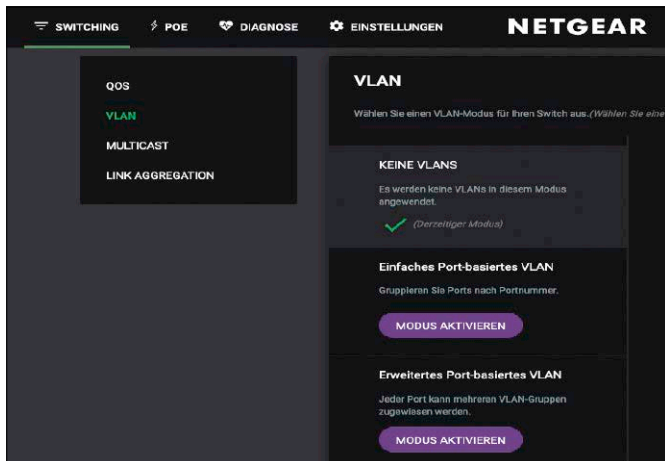 SWITCHING POE DIAGNOSE EINSTELLUNGEN NETGEAR
QOS
VLAN
MULTICAST
LINK AGGREGATION
VLAN
Wählen Sie einen VLAN-Modus für Ihren Switch aus.(Wählen Sie eine
KEINE VLANS
Es werden keine VLANs in diesem Modus
angewendet.
(Derzeitiger Modus)
Einfaches Port-basiertes VLAN
Gruppieren Sie Ports nach Portnummer.
MODUS AKTIVIEREN
Erweitertes Port-basiertes VLAN
Jeder Port kann mehreren VLAN-Gruppen
zugewiesen werden.
MODUS AKTIVIEREN